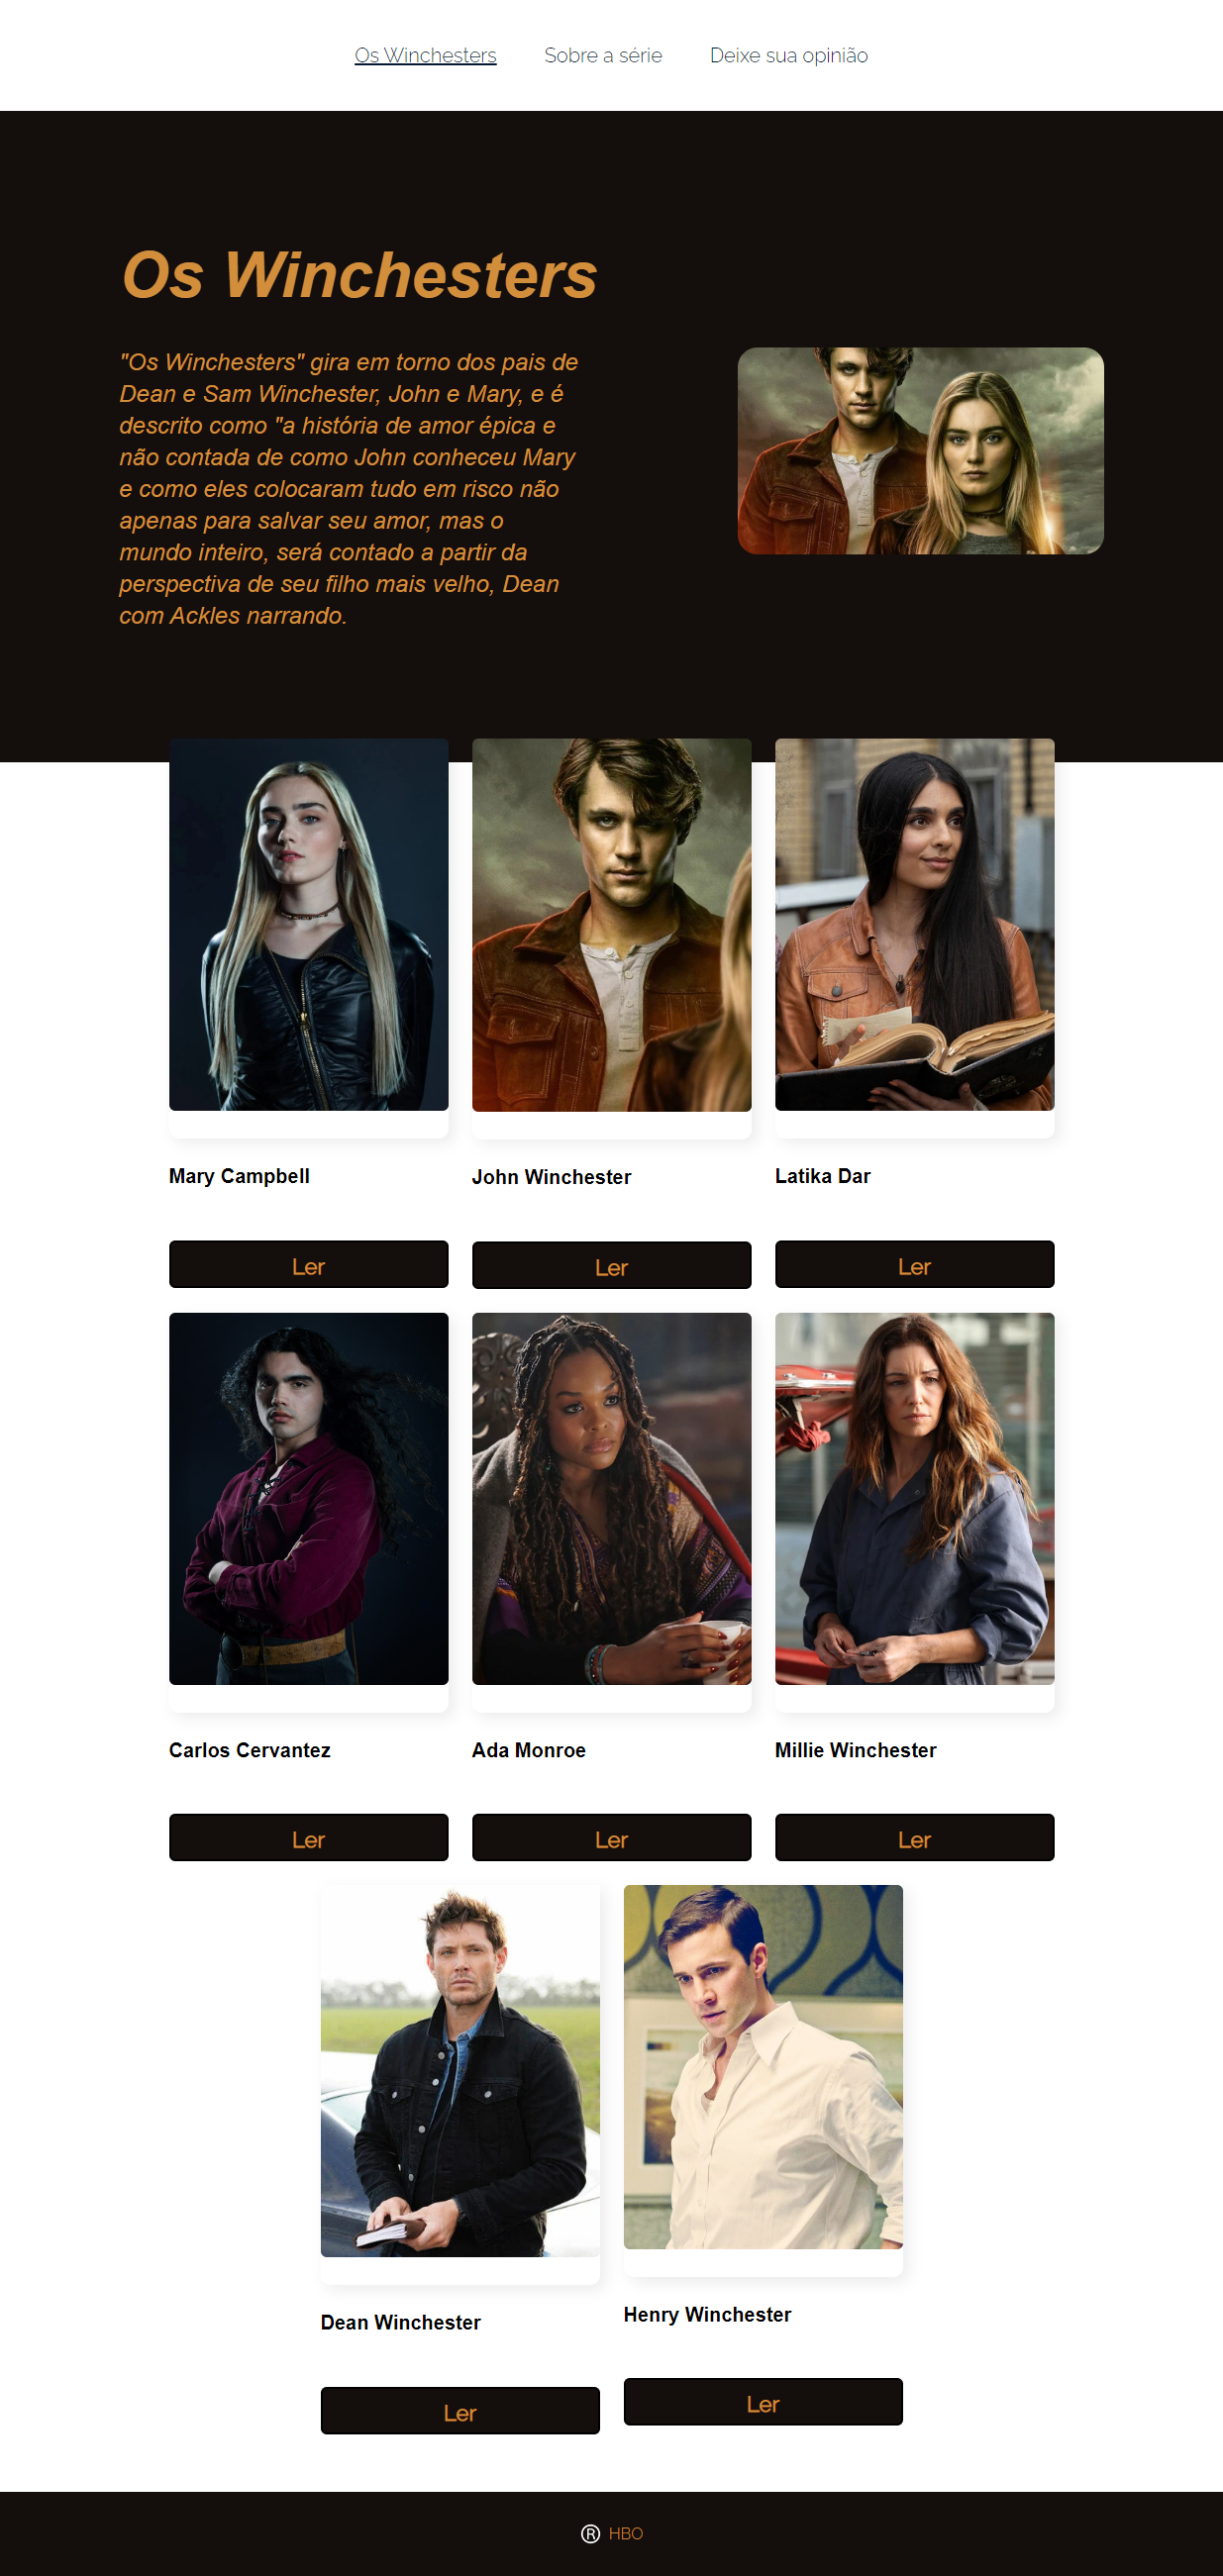 Os Winchesters
Sobre a série
Deixe sua opinião
Os Winchesters
"Os Winchesters" gira em torno dos pais de
Dean e Sam Winchester, John e Mary, e é
descrito como "a história de amor épica e
não contada de como John conheceu Mary
e como eles colocaram tudo em risco não
apenas para salvar seu amor, mas o
mundo inteiro, será contado a partir da
perspectiva de seu filho mais velho, Dean
com Ackles narrando.
Mary Campbell
John Winchester
Latika Dar
Ler
Ler
Ler
Carlos Cervantez
Ada Monroe
Millie Winchester
Ler
Ler
Ler
Dean Winchester
Henry Winchester
Ler
Ler
® HBO